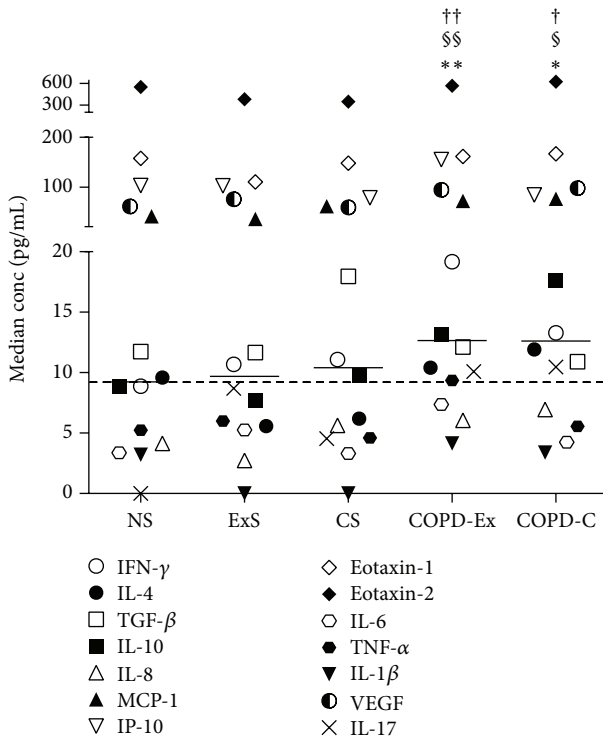 †† †
§§ §
** *
600
300
200
100
20
15
10
5
0
Median conc (pg/mL)
NS ExS CS COPD-Ex COPD-C
IFN-γ Eotaxin-1
IL-4 Eotaxin-2
TGF-β IL-6
IL-10 TNF-α
IL-8 IL-1β
MCP-1 VEGF
IP-10 IL-17